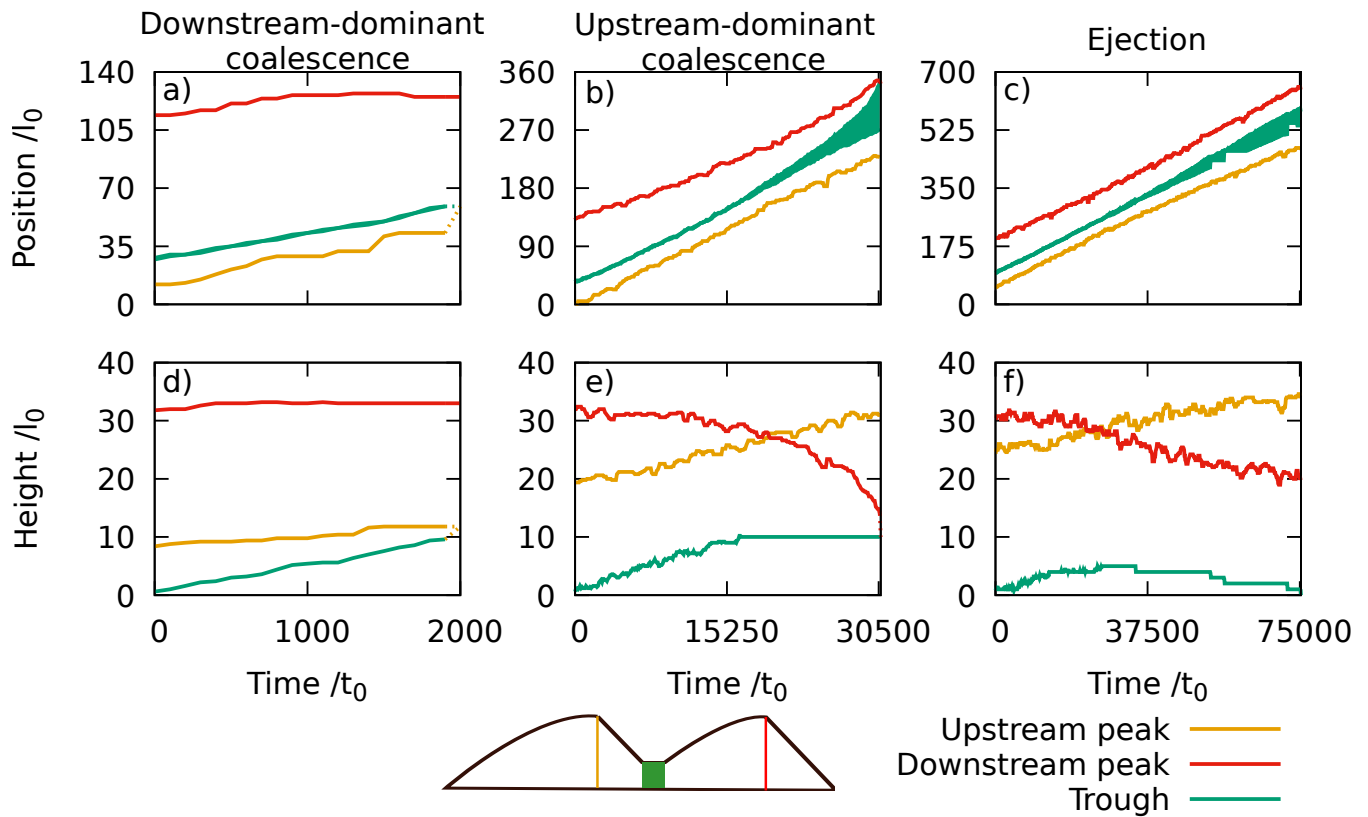 Downstream-dominant
coalescence
Upstream-dominant
coalescence
Ejection
Position /l0
140
105
70
35
0
a)
360
270
180
90
0
b)
700
525
350
175
0
c)
Height /l0
40
30
20
10
0
d)
40
30
20
10
0
e)
40
30
20
10
0
f)
0 1000 2000
0 15250 30500
0 37500 75000
Time /t0
Time /t0
Time /t0
Upstream peak
Downstream peak
Trough